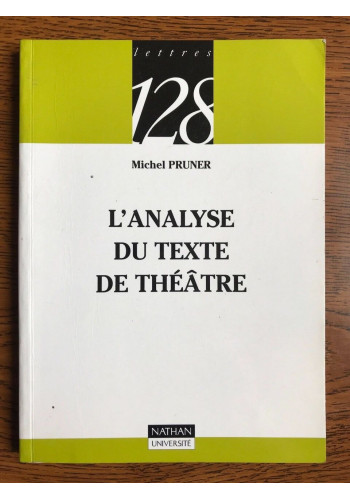 lettres
128
Michel PRUNER
L'ANALYSE
DU TEXTE
DE THÉÂTRE
NATHAN
UNIVERSITÉ